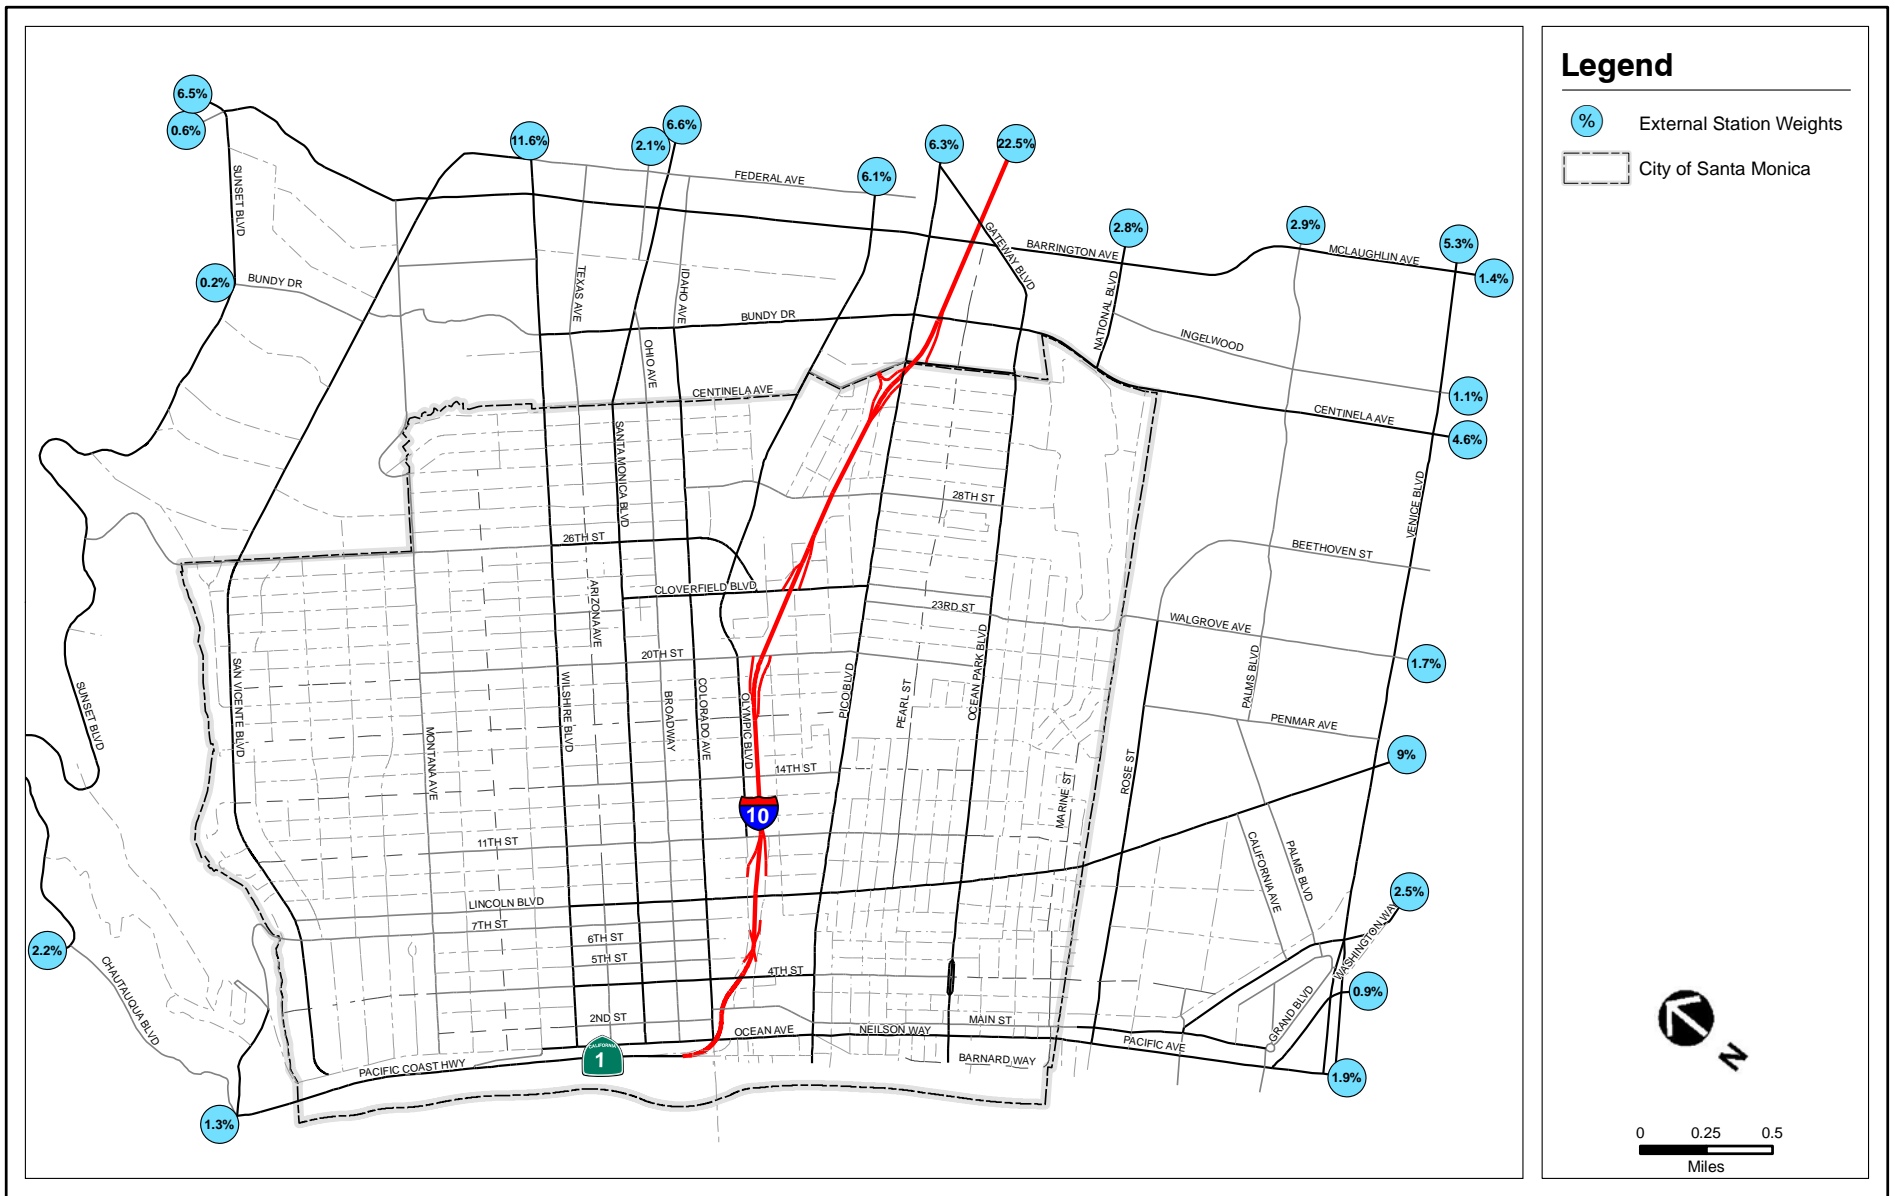 6.5%
0.6%
11.6%
2.1%
6.6%
6.1%
6.3%
22.5%
2.8%
2.9%
5.3%
1.4%
0.2%
1.1%
4.6%
1.7%
9%
2.5%
0.9%
1.9%
2.2%
1.3%
FEDERAL AVE
SUNSET BLVD
BUNDY DR
TEXAS AVE
IDAHO AVE
BUNDY DR
GATEWAY BLVD
BARRINGTON AVE
MCLAUGHLIN AVE
NATIONAL BLVD
INGELWOOD
OHIO AVE
CENTINELA AVE
CENTINELA AVE
SANTA MONICA BLVD
28TH ST
VENICE BLVD
26TH ST
BEETHOVEN ST
CLOVERFIELD BLVD
ARIZONA AVE
23RD ST
WALGROVE AVE
20TH ST
OCEAN PARK BLVD
PALMS BLVD
SUNSET BLVD
SAN VICENTE BLVD
WILSHIRE BLVD
BROADWAY
COLORADO AVE
OLYMPIC BLVD
PICO BLVD
PEARL ST
PENMAR AVE
MONTANA AVE
ROSE ST
14TH ST
MARINE ST
10
11TH ST
CALIFORNIA AVE
PALMS BLVD
LINCOLN BLVD
7TH ST
6TH ST
5TH ST
4TH ST
WASHINGTON WAY
CHAUTAUQUA BLVD
GRAND BLVD
2ND ST
MAIN ST
OCEAN AVE
NEILSON WAY
PACIFIC AVE
CALIFORNIA
1
BARNARD WAY
PACIFIC COAST HWY
Legend
% External Station Weights
City of Santa Monica
N
0 0.25 0.5
Miles